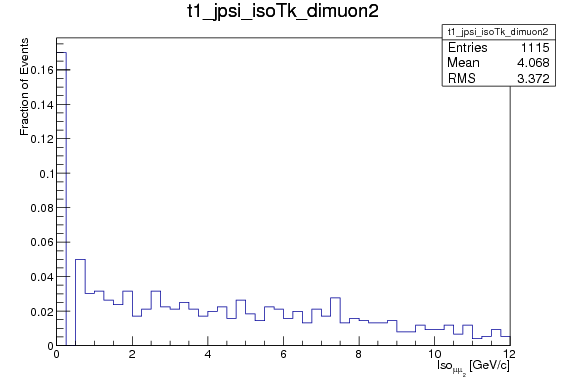 t1_jpsi_isoTk_dimuon2
t1_jpsi_isoTk_dimuon2
Entries 1115
Mean 4.068
RMS 3.372
Fraction of Events
0.16
0.14
0.12
0.1
0.08
0.06
0.04
0.02
0
0 2 4 6 8 10 12
Iso_μμ_2 [GeV/c]